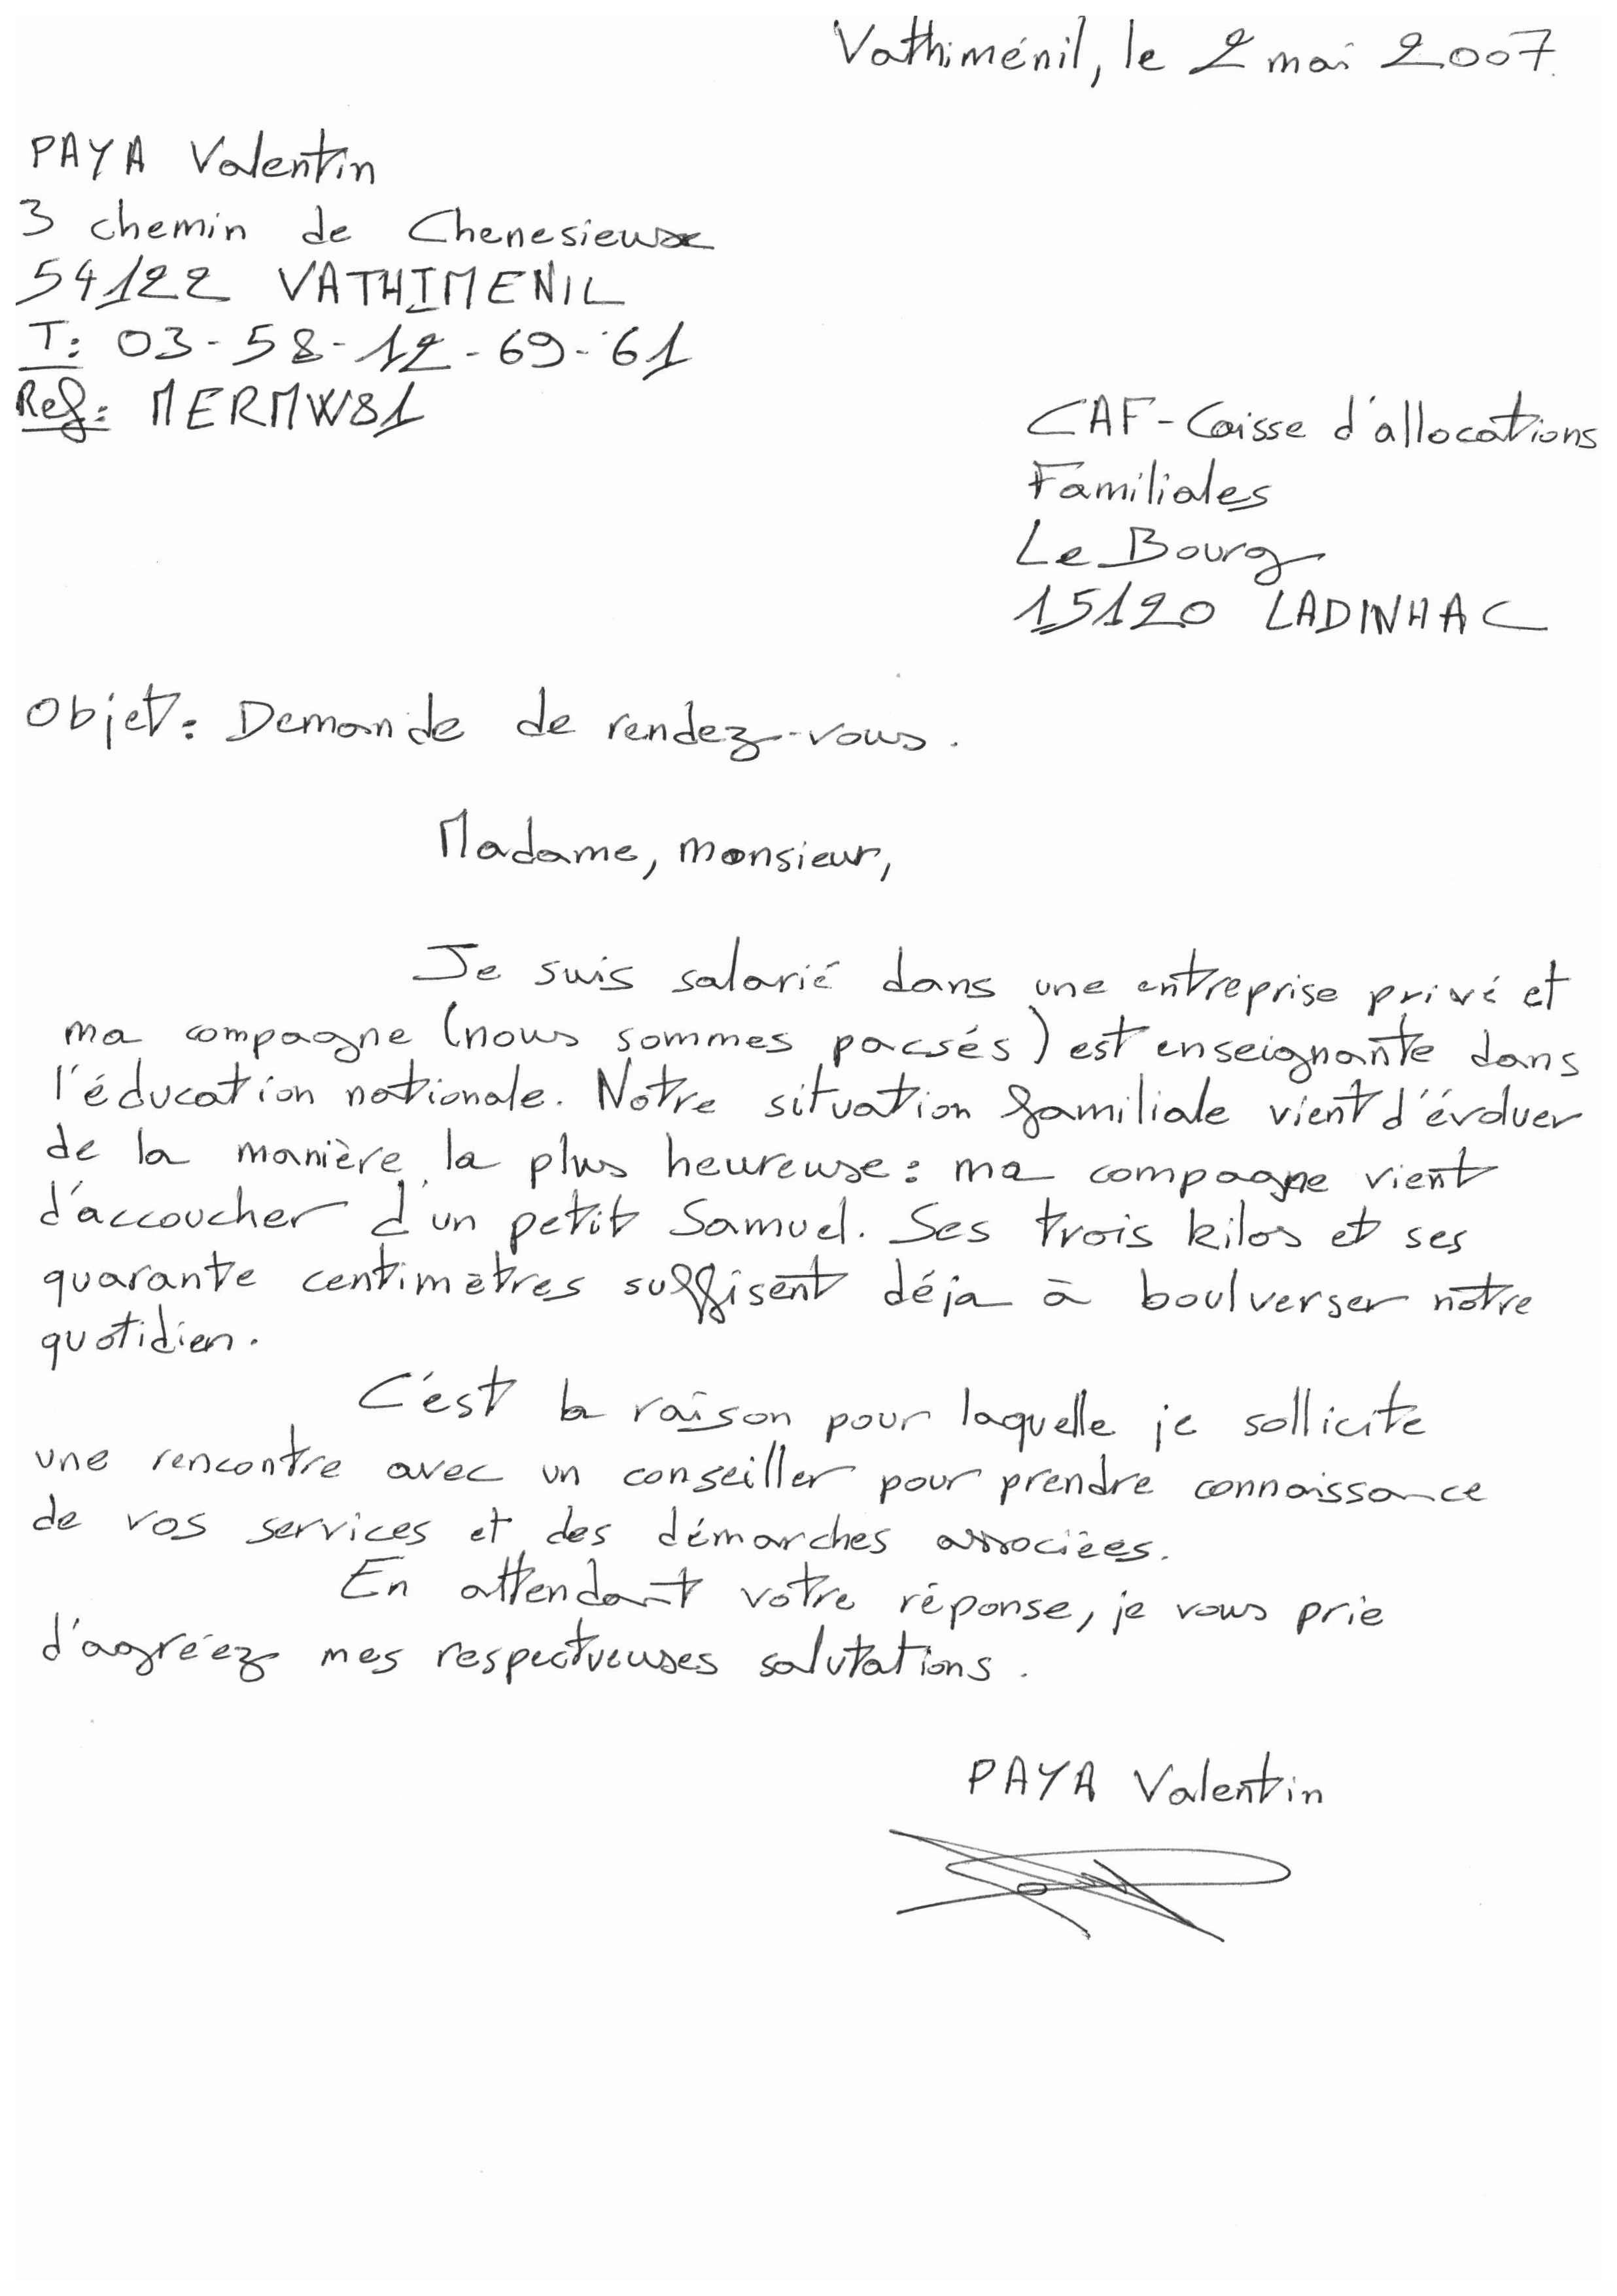 Vathiménil, le 2 mai 2007.
PAYA Valentin
3 chemin de Chenesieux
54122 VATHIMENIL
T: 03-58-12-69-61
Ref: MERMW81
CAF-Caisse d'allocations
Familiales
Le Bourg
15120 LADINHAC
Objet: Demande de rendez-vous.
Madame, monsieur,
Je suis salarié dans une entreprise privé et
ma compagne (nous sommes pacsés) est enseignante dans
l'éducation nationale. Notre situation familiale vient d'évoluer
de la manière la plus heureuse: ma compagne vient
d'accoucher d'un petit Samuel. Ses trois kilos et ses
quarante centimètres suffisent déja à boulverser notre
quotidien.
C'est la raison pour laquelle je sollicite
une rencontre avec un conseiller pour prendre connaissance
de vos services et des démarches associées.
En attendant votre réponse, je vous prie
d'agréez mes respectueuses salutations.
PAYA Valentin